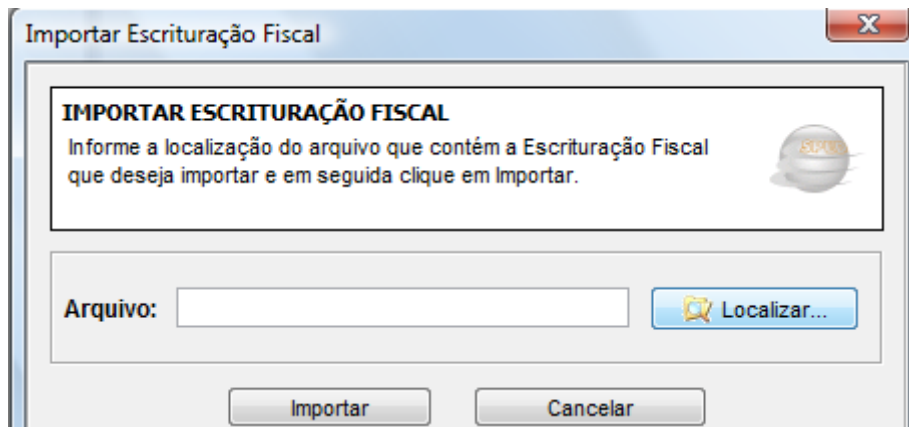 Importar Escrituração Fiscal
IMPORTAR ESCRITURAÇÃO FISCAL
Informe a localização do arquivo que contém a Escrituração Fiscal
que deseja importar e em seguida clique em Importar.
Arquivo:
Localizar...
Importar
Cancelar